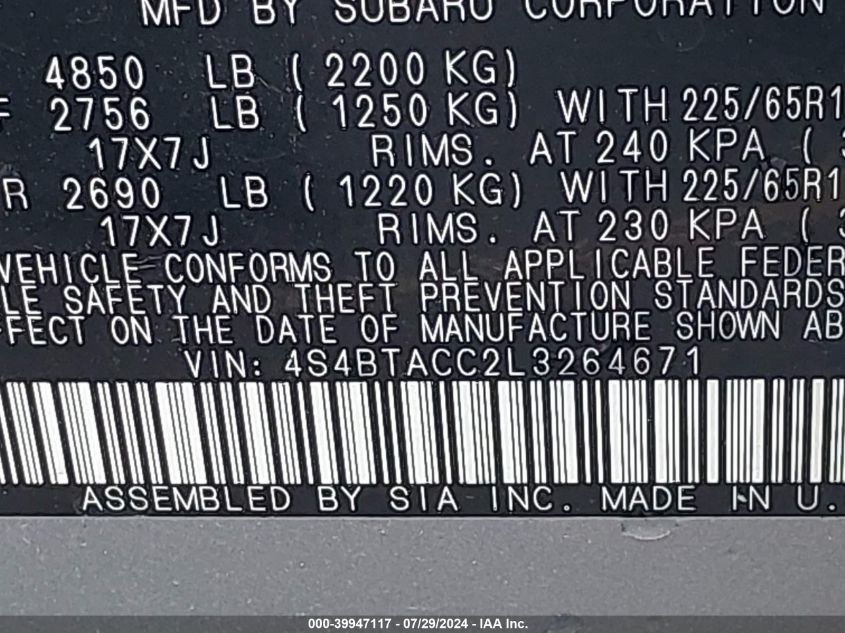 MFD BY SUBARU CORPORATION
4850 LB ( 2200 KG)
F 2756 LB ( 1250 KG) WITH 225/65R1
17X7J RIMS. AT 240 KPA ( 3
R 2690 LB ( 1220 KG) WITH 225/65R1
17X7J RIMS. AT 230 KPA ( 3
VEHICLE CONFORMS TO ALL APPLICABLE FEDER
LE SAFETY AND THEFT PREVENTION STANDARDS
FFECT ON THE DATE OF MANUFACTURE SHOWN AB
VIN: 4S4BTACC2L3264671
ASSEMBLED BY SIA INC. MADE IN U.
000-39947117 - 07/29/2024 - IAA Inc.